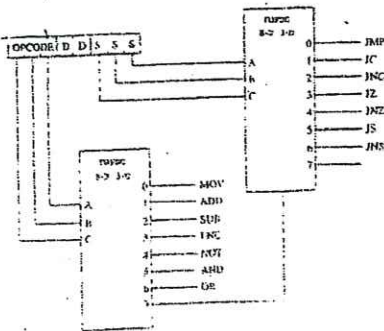 OPCODE D D S S S
A
B
C
0 JMP
1 JC
2 JNC
3 JZ
4 JNZ
5 JS
6 JNS
7
A
B
C
0 MOV
1 ADD
2 SUB
3 INC
4 NOT
5 AND
6 OR
7